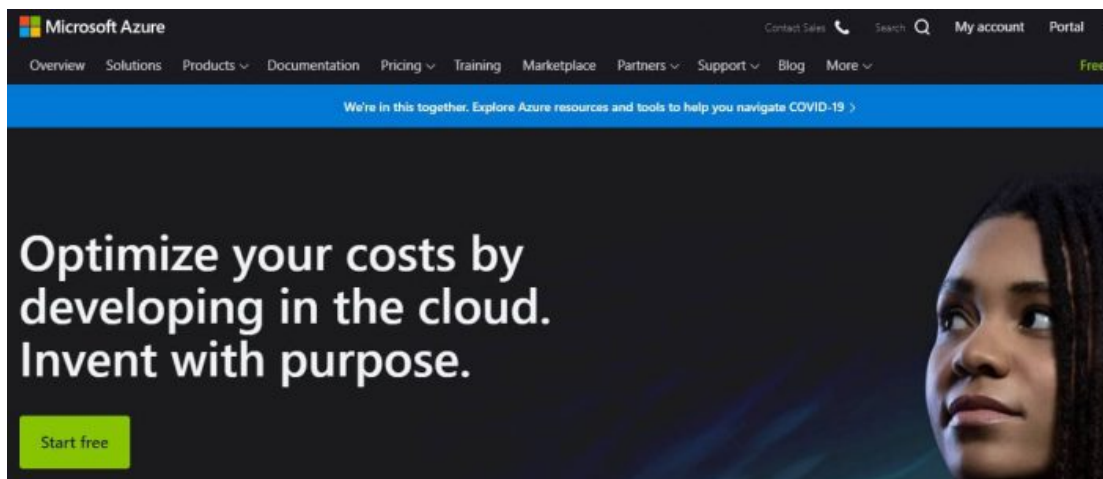 Microsoft Azure
Contact Sales Search My account Portal
Overview Solutions Products Documentation Pricing Training Marketplace Partners Support Blog More Free
We're in this together. Explore Azure resources and tools to help you navigate COVID-19 >
Optimize your costs by
developing in the cloud.
Invent with purpose.
Start free